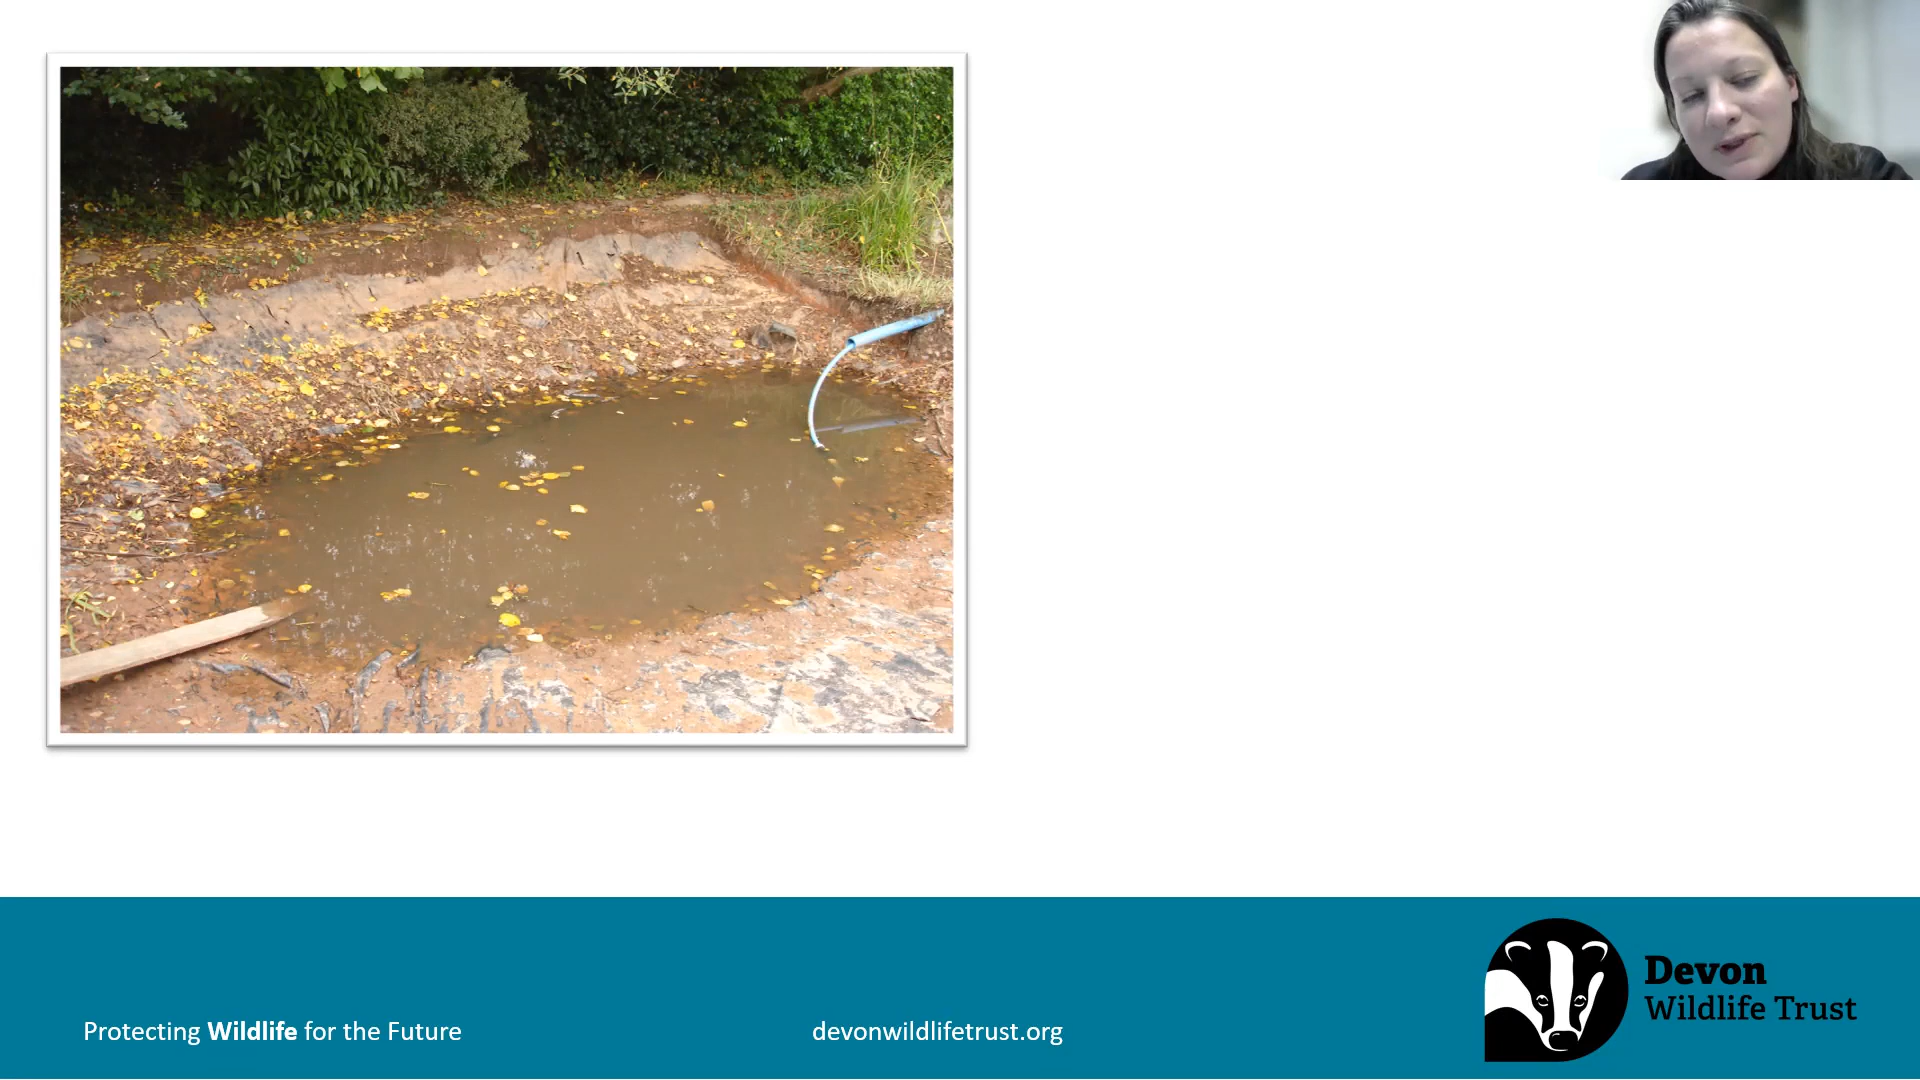 Protecting Wildlife for the Future
devonwildlifetrust.org
Devon
Wildlife Trust